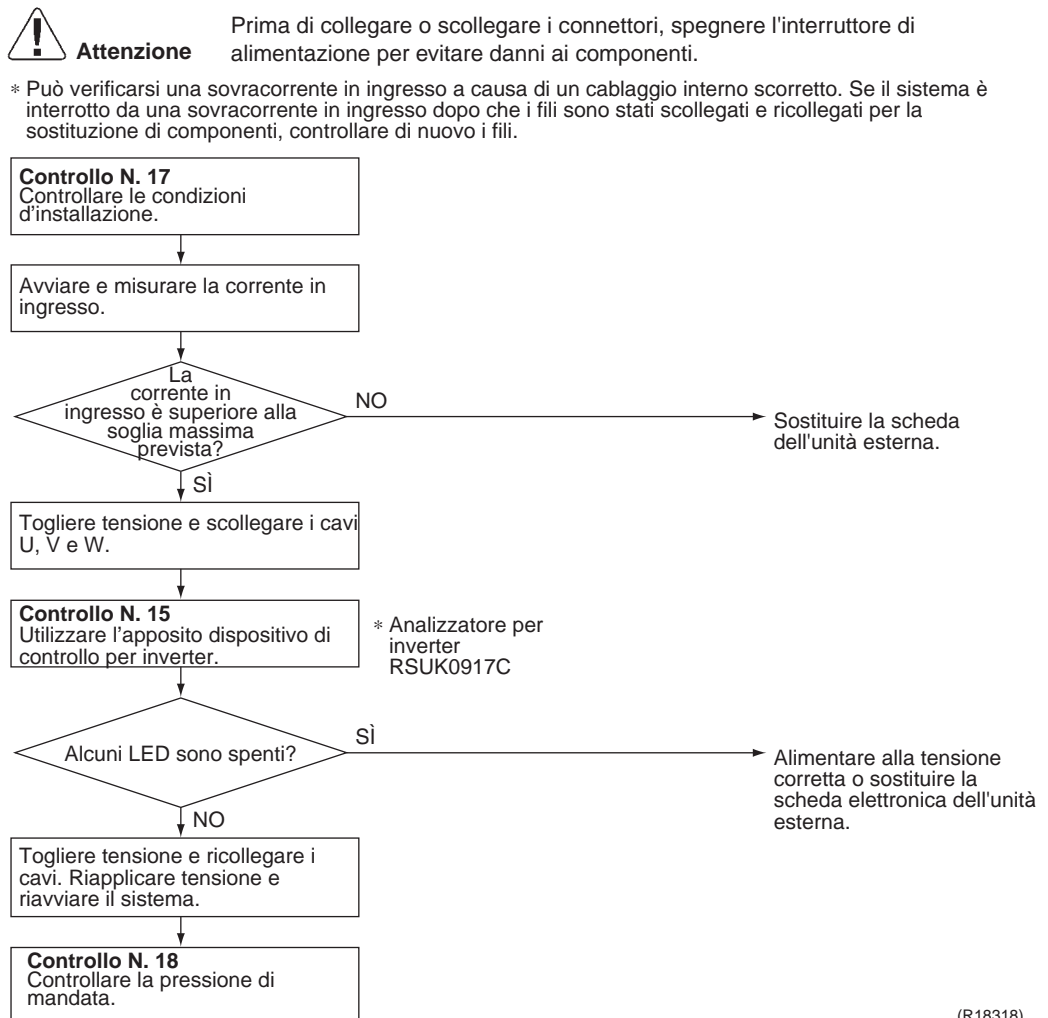 Attenzione
Prima di collegare o scollegare i connettori, spegnere l'interruttore di
alimentazione per evitare danni ai componenti.
* Può verificarsi una sovracorrente in ingresso a causa di un cablaggio interno scorretto. Se il sistema è
interrotto da una sovracorrente in ingresso dopo che i fili sono stati scollegati e ricollegati per la
sostituzione di componenti, controllare di nuovo i fili.
Controllo N. 17
Controllare le condizioni
d'installazione.
Avviare e misurare la corrente in
ingresso.
La
corrente in
ingresso è superiore alla
soglia massima
prevista?
NO
Sostituire la scheda
dell'unità esterna.
SÌ
Togliere tensione e scollegare i cavi
U, V e W.
Controllo N. 15
Utilizzare l'apposito dispositivo di
controllo per inverter.
* Analizzatore per
inverter
RSUK0917C
Alcuni LED sono spenti?
SÌ
Alimentare alla tensione
corretta o sostituire la
scheda elettronica dell'unità
esterna.
NO
Togliere tensione e ricollegare i
cavi. Riapplicare tensione e
riavviare il sistema.
Controllo N. 18
Controllare la pressione di
mandata.
(R18318)